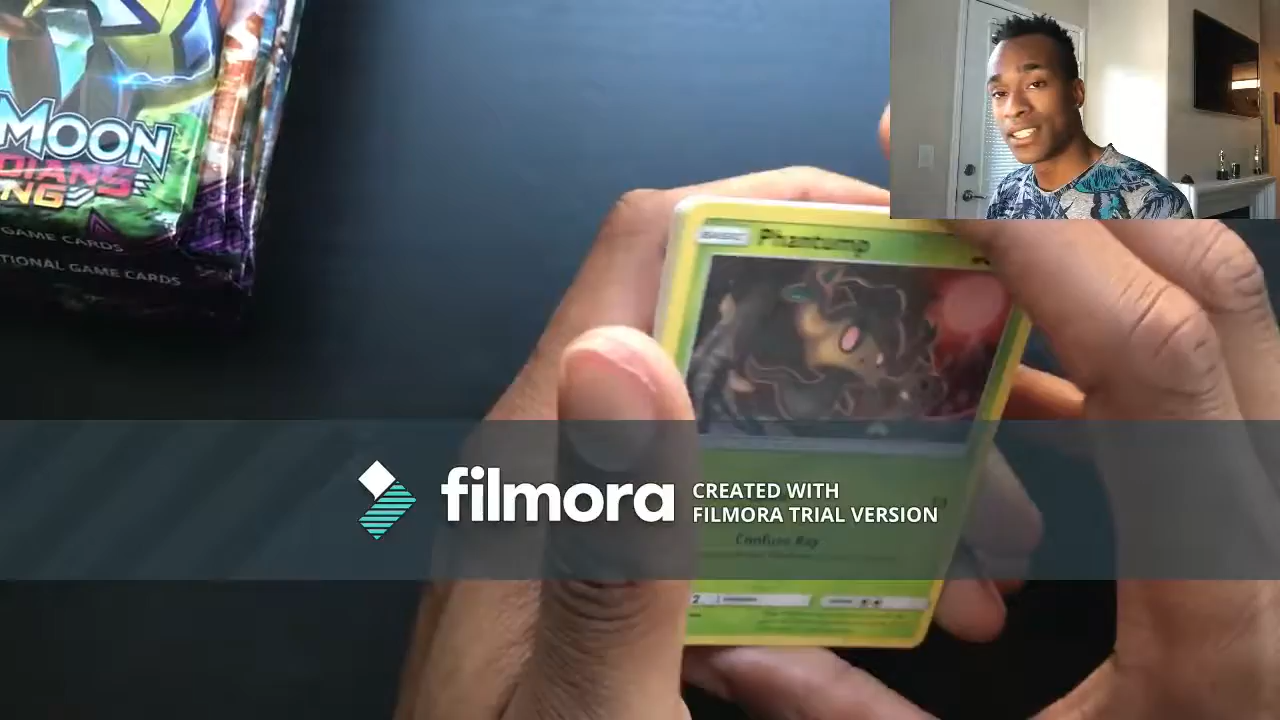 MOON
DIANS
NG
GAME CARDS
TIONAL GAME CARDS
BASIC
Phantump
filmora
CREATED WITH
FILMORA TRIAL VERSION
Confuse Ray